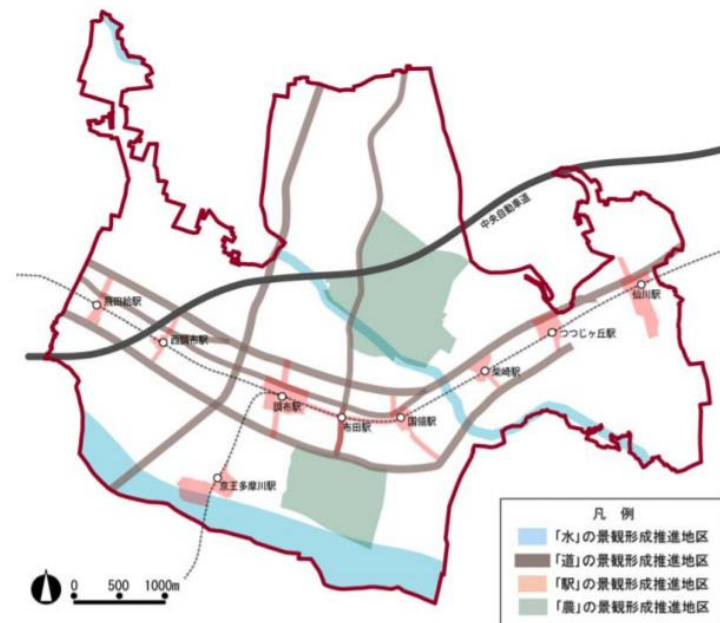 中央自動車道
仙川駅
飛田給駅
つつじヶ丘駅
西調布駅
柴崎駅
調布駅
布田駅
国領駅
京王多摩川駅
凡 例
「水」の景観形成推進地区
「道」の景観形成推進地区
「駅」の景観形成推進地区
「農」の景観形成推進地区
0 500 1000m